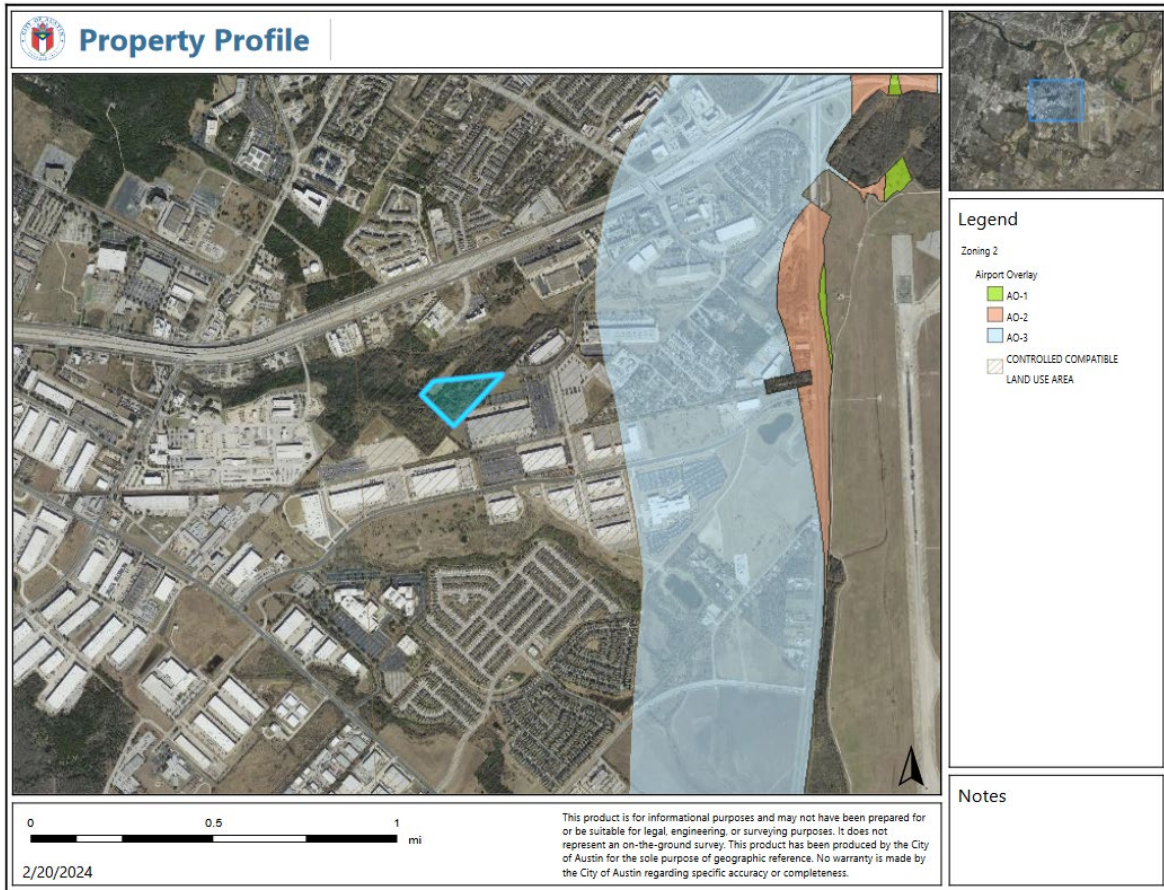 Property Profile
Legend
Zoning 2
Airport Overlay
AO-1
AO-2
AO-3
CONTROLLED COMPATIBLE
LAND USE AREA
Notes
0 0.5 1
mi
2/20/2024
This product is for informational purposes and may not have been prepared for
or be suitable for legal, engineering, or surveying purposes. It does not
represent an on-the-ground survey. This product has been produced by the City
of Austin for the sole purpose of geographic reference. No warranty is made by
the City of Austin regarding specific accuracy or completeness.